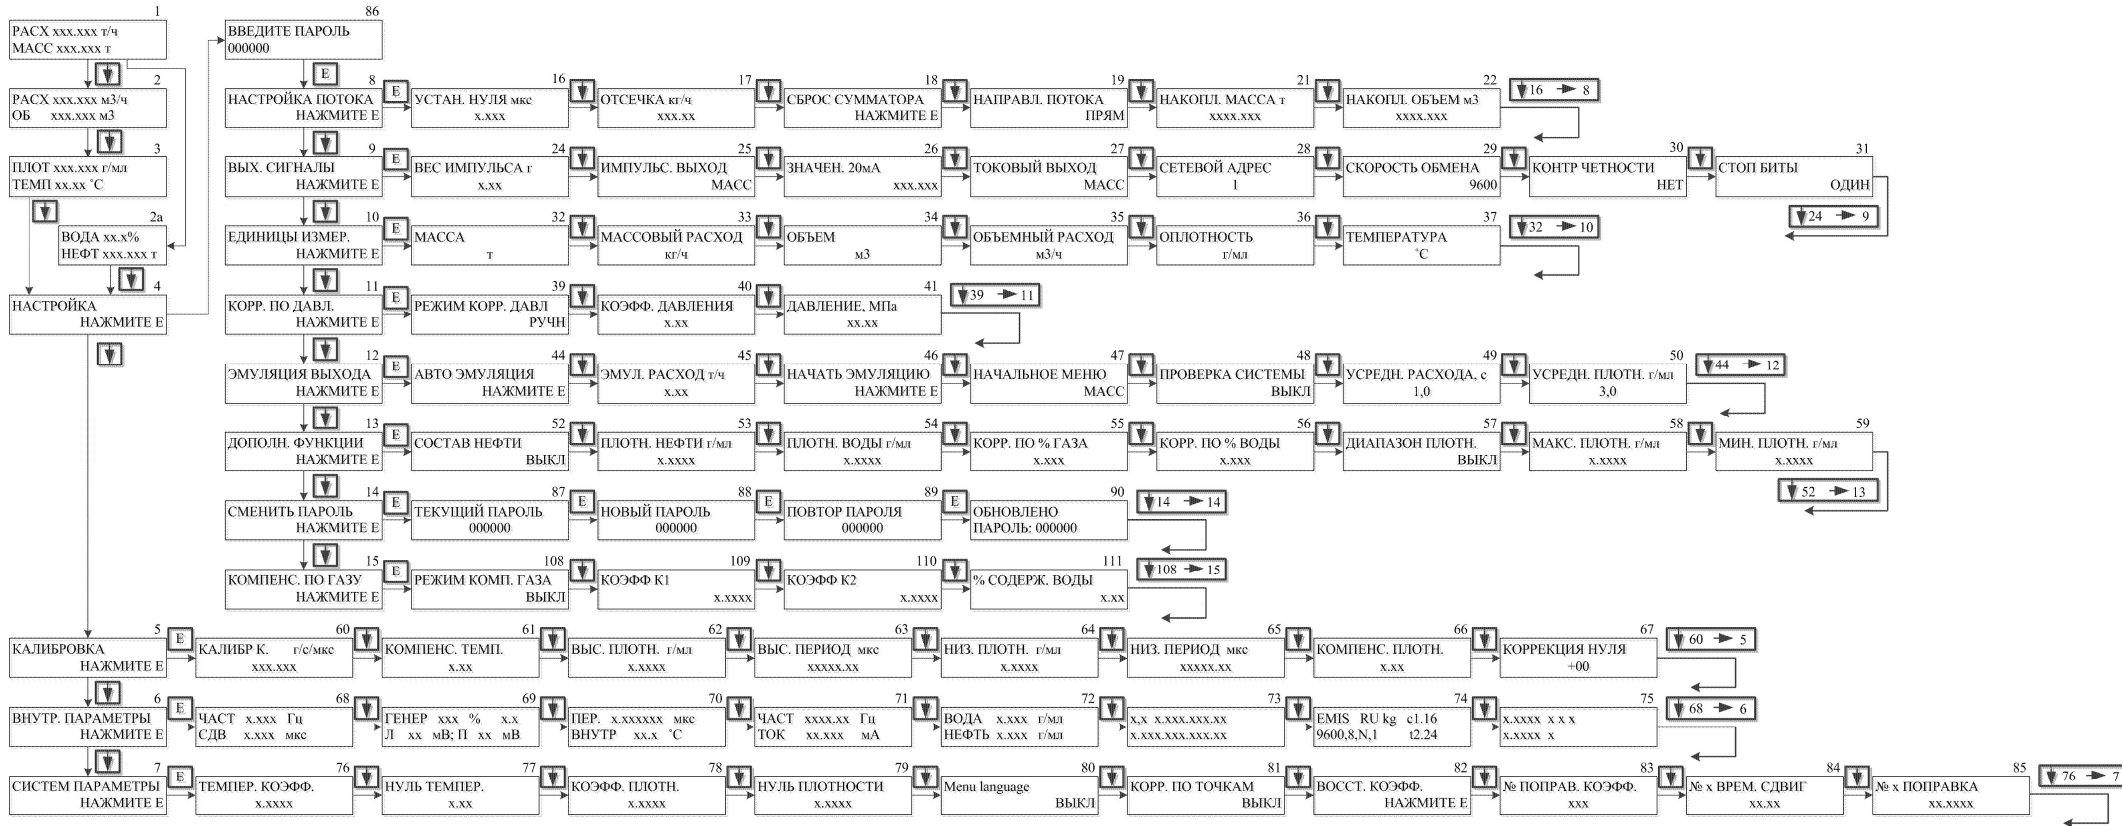 1
РАСХ xxx.xxx т/ч
МАСС xxx.xxx т
86
ВВЕДИТЕ ПАРОЛЬ
000000
E
2
РАСХ xxx.xxx м3/ч
ОБ xxx.xxx м3
3
ПЛОТ xxx.xxx г/мл
ТЕМП xx.xx °С
2а
ВОДА xx.x%
НЕФТ xxx.xxx т
4
НАСТРОЙКА
НАЖМИТЕ Е
8
НАСТРОЙКА ПОТОКА
НАЖМИТЕ Е
E
16
УСТАН. НУЛЯ мкс
x.xxx
17
ОТСЕЧКА кг/ч
xxx.xx
18
СБРОС СУММАТОРА
НАЖМИТЕ Е
19
НАПРАВЛ. ПОТОКА
ПРЯМ
21
НАКОПЛ. МАССА т
xxxx.xxx
22
НАКОПЛ. ОБЪЕМ м3
xxxx.xxx
16 8
9
ВЫХ. СИГНАЛЫ
НАЖМИТЕ Е
E
24
ВЕС ИМПУЛЬСА г
x.xx
25
ИМПУЛЬС. ВЫХОД
МАСС
26
ЗНАЧЕН. 20мА
xxx.xxx
27
ТОКОВЫЙ ВЫХОД
МАСС
28
СЕТЕВОЙ АДРЕС
1
29
СКОРОСТЬ ОБМЕНА
9600
30
КОНТР ЧЕТНОСТИ
НЕТ
31
СТОП БИТЫ
ОДИН
24 9
10
ЕДИНИЦЫ ИЗМЕР.
НАЖМИТЕ Е
E
32
МАССА
т
33
МАССОВЫЙ РАСХОД
кг/ч
34
ОБЪЕМ
м3
35
ОБЪЕМНЫЙ РАСХОД
м3/ч
36
ОПЛОТНОСТЬ
г/мл
37
ТЕМПЕРАТУРА
°С
32 10
11
КОРР. ПО ДАВЛ.
НАЖМИТЕ Е
E
39
РЕЖИМ КОРР. ДАВЛ
РУЧН
40
КОЭФФ. ДАВЛЕНИЯ
x.xx
41
ДАВЛЕНИЕ, МПа
xx.xx
39 11
12
ЭМУЛЯЦИЯ ВЫХОДА
НАЖМИТЕ Е
E
44
АВТО ЭМУЛЯЦИЯ
НАЖМИТЕ Е
45
ЭМУЛ. РАСХОД т/ч
x.xx
46
НАЧАТЬ ЭМУЛЯЦИЮ
НАЖМИТЕ Е
47
НАЧАЛЬНОЕ МЕНЮ
МАСС
48
ПРОВЕРКА СИСТЕМЫ
ВЫКЛ
49
УСРЕДН. РАСХОДА, с
1,0
50
УСРЕДН. ПЛОТН. г/мл
3,0
44 12
13
ДОПОЛН. ФУНКЦИИ
НАЖМИТЕ Е
E
52
СОСТАВ НЕФТИ
ВЫКЛ
53
ПЛОТН. НЕФТИ г/мл
x.xxxx
54
ПЛОТН. ВОДЫ г/мл
x.xxxx
55
КОРР. ПО % ГАЗА
x.xxx
56
КОРР. ПО % ВОДЫ
x.xxx
57
ДИАПАЗОН ПЛОТН.
ВЫКЛ
58
МАКС. ПЛОТН. г/мл
x.xxxx
59
МИН. ПЛОТН. г/мл
x.xxxx
52 13
14
СМЕНИТЬ ПАРОЛЬ
НАЖМИТЕ Е
E
87
ТЕКУЩИЙ ПАРОЛЬ
000000
E
88
НОВЫЙ ПАРОЛЬ
000000
E
89
ПОВТОР ПАРОЛЯ
000000
E
90
ОБНОВЛЕНО
ПАРОЛЬ: 000000
14 14
15
КОМПЕНС. ПО ГАЗУ
НАЖМИТЕ Е
E
108
РЕЖИМ КОМП. ГАЗА
ВЫКЛ
109
КОЭФФ К1
x.xxxx
110
КОЭФФ К2
x.xxxx
111
% СОДЕРЖ. ВОДЫ
x.xx
108 15
5
КАЛИБРОВКА
НАЖМИТЕ Е
E
60
КАЛИБР К. г/с/мкс
xxx.xxx
61
КОМПЕНС. ТЕМП.
x.xx
62
ВЫС. ПЛОТН. г/мл
x.xxxx
63
ВЫС. ПЕРИОД мкс
xxxxx.xx
64
НИЗ. ПЛОТН. г/мл
x.xxxx
65
НИЗ. ПЕРИОД мкс
xxxxx.xx
66
КОМПЕНС. ПЛОТН.
x.xx
67
КОРРЕКЦИЯ НУЛЯ
+00
60 5
6
ВНУТР. ПАРАМЕТРЫ
НАЖМИТЕ Е
E
68
ЧАСТ x.xxx Гц
СДВ x.xxx мкс
69
ГЕНЕР xxx % x.x
Л xx мВ; П xx мВ
70
ПЕР. x.xxxxxx мкс
ВНУТР xx.x °С
71
ЧАСТ xxxx.xx Гц
ТОК xx.xxx мА
72
ВОДА x.xxx г/мл
НЕФТЬ x.xxx г/мл
73
x,x x.xxx.xxx.xx
x.xxx.xxx.xxx.xx
74
EMIS RU kg c1.16
9600,8,N,1 t2.24
75
x.xxxx x x x
x.xxxx x
68 6
7
СИСТЕМ ПАРАМЕТРЫ
НАЖМИТЕ Е
E
76
ТЕМПЕР. КОЭФФ.
x.xxxx
77
НУЛЬ ТЕМПЕР.
x.xx
78
КОЭФФ. ПЛОТН.
x.xxxx
79
НУЛЬ ПЛОТНОСТИ
x.xxxx
80
Menu language
ВЫКЛ
81
КОРР. ПО ТОЧКАМ
ВЫКЛ
82
ВОССТ. КОЭФФ.
НАЖМИТЕ Е
83
№ ПОПРАВ. КОЭФФ.
xxx
84
№ x ВРЕМ. СДВИГ
xx.xx
85
№ x ПОПРАВКА
xx.xxxx
76 7